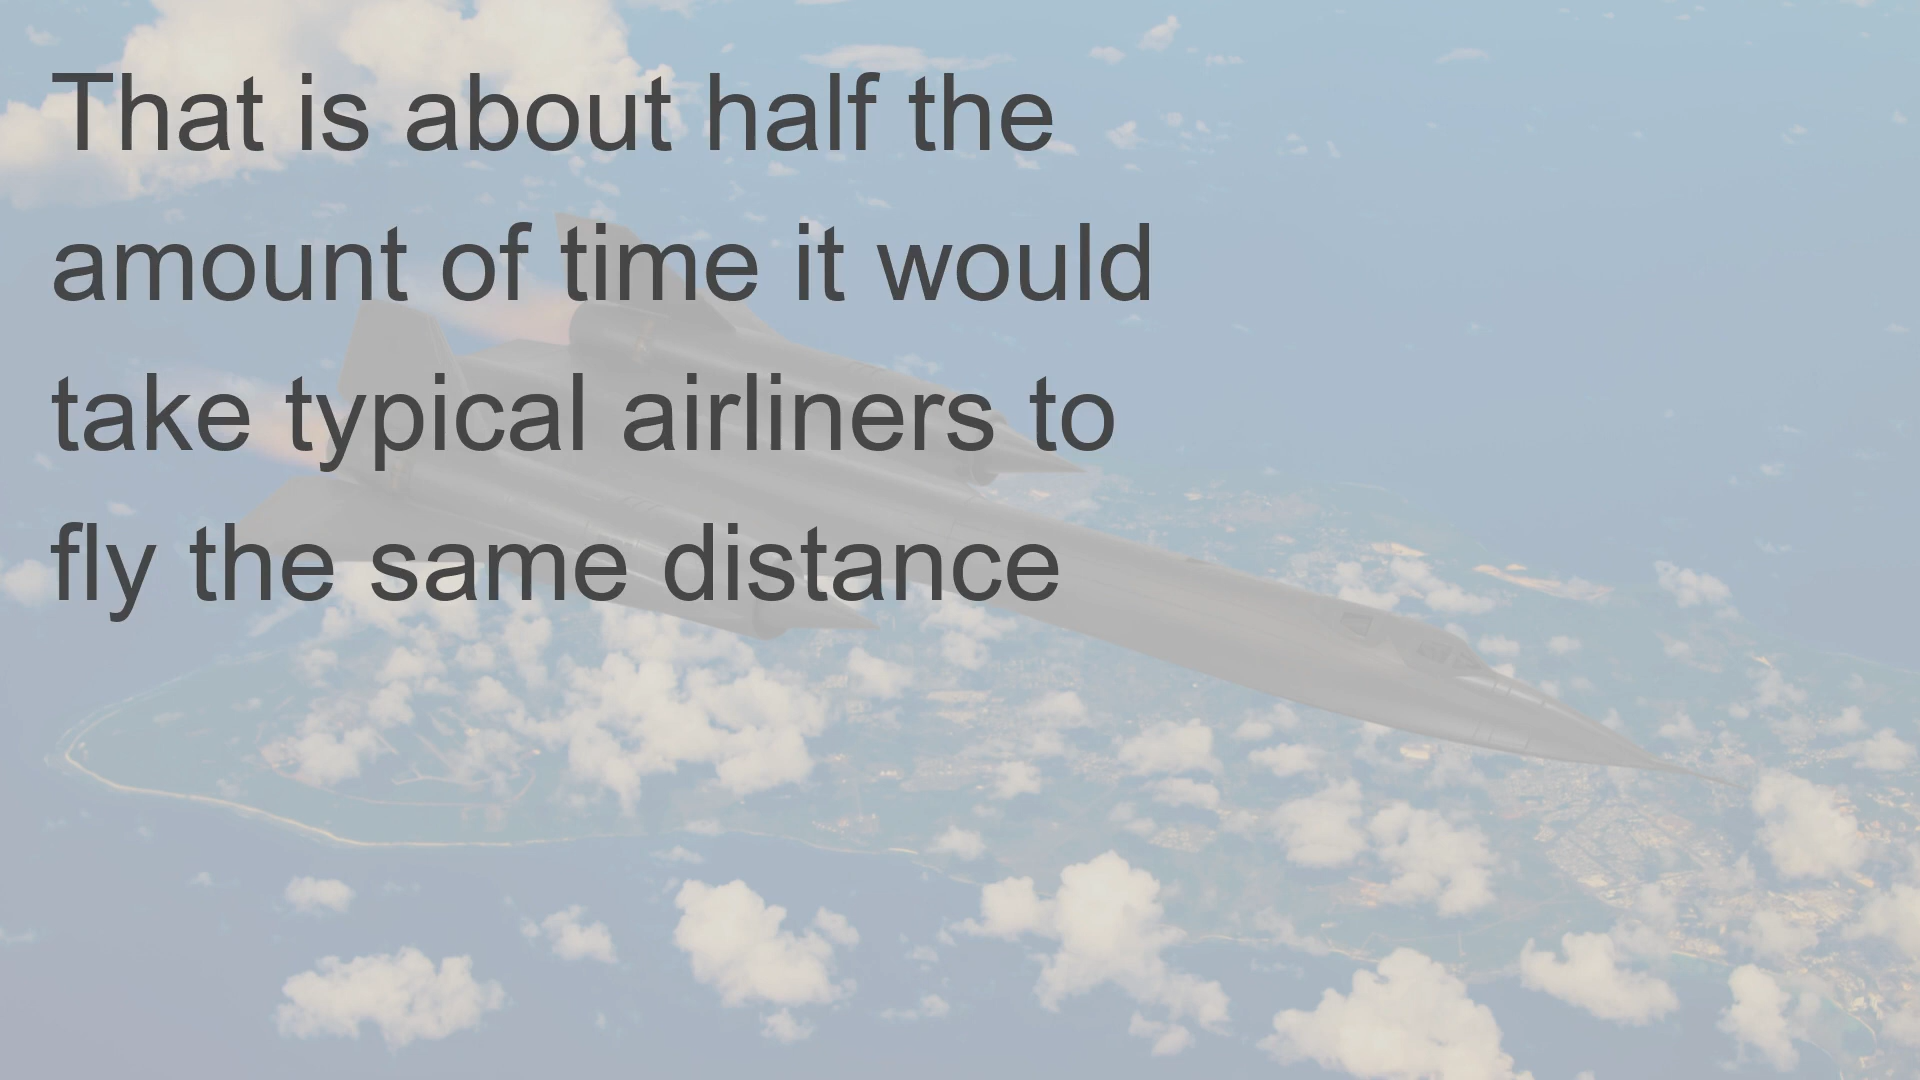 That is about half the
amount of time it would
take typical airliners to
fly the same distance